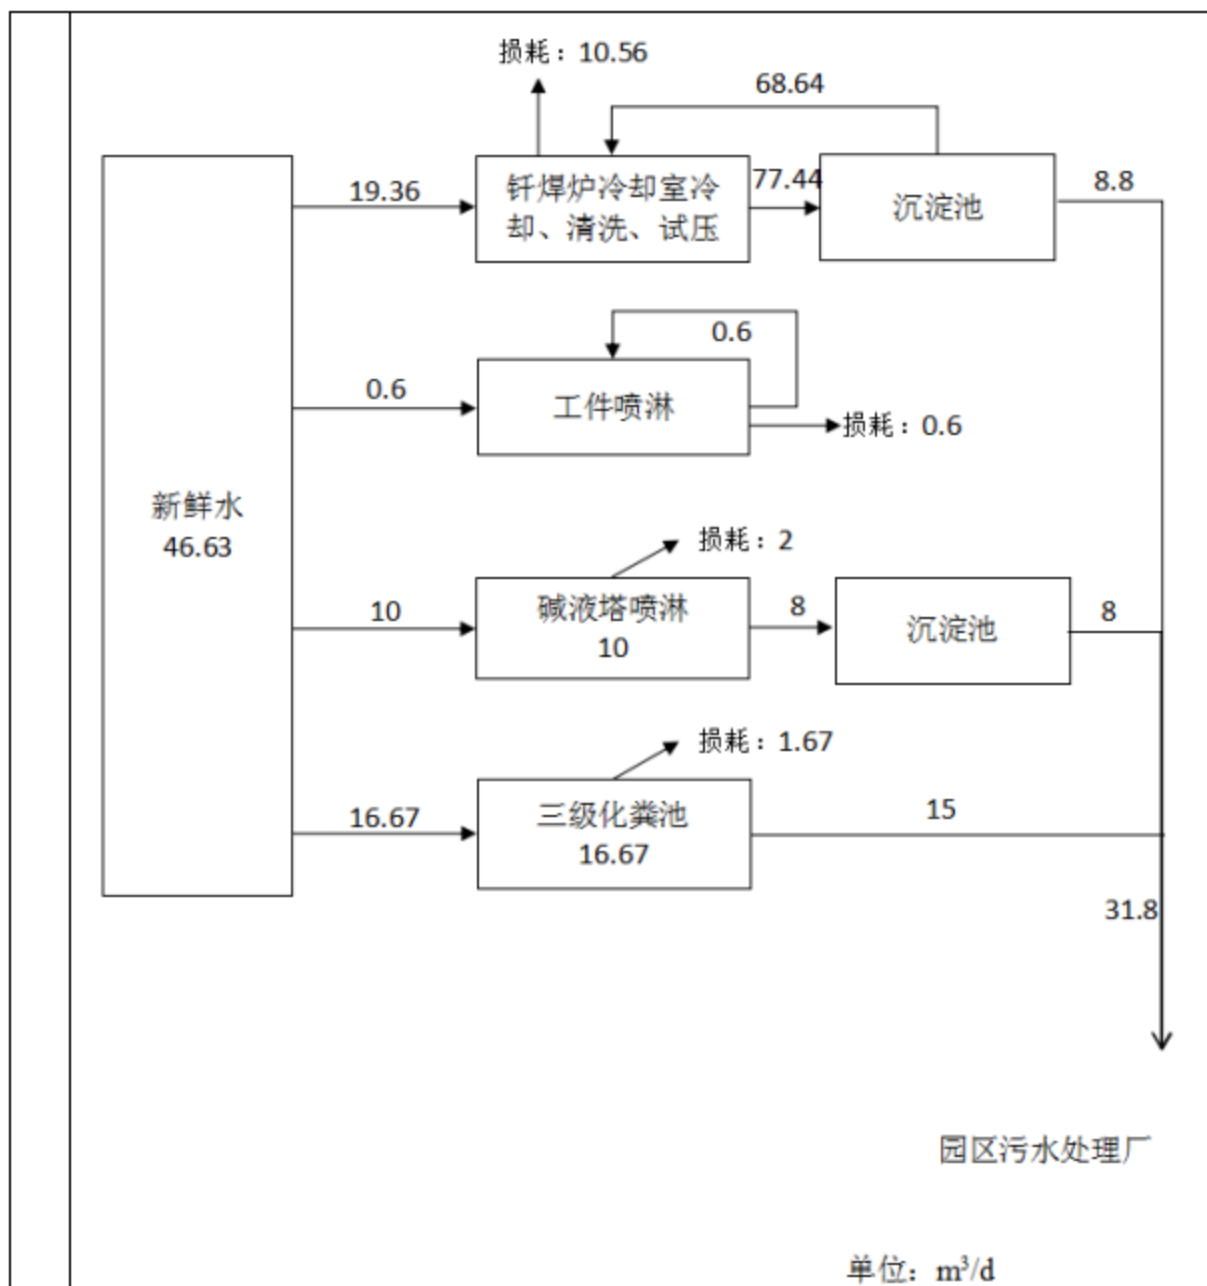 损耗：10.56
68.64
19.36
钎焊炉冷却室冷
却、清洗、试压
77.44
沉淀池
8.8
0.6
工件喷淋
0.6
损耗：0.6
新鲜水
46.63
损耗：2
10
碱液塔喷淋
10
8
沉淀池
8
损耗：1.67
16.67
三级化粪池
16.67
15
31.8
园区污水处理厂
单位：m³/d